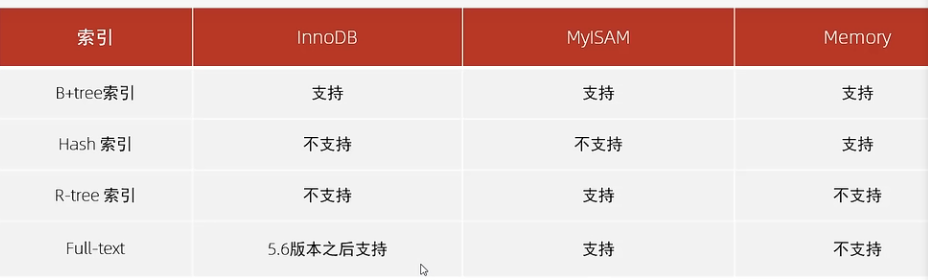 索引 InnoDB MyISAM Memory
B+tree索引 支持 支持 支持
Hash 索引 不支持 不支持 支持
R-tree 索引 不支持 支持 不支持
Full-text 5.6版本之后支持 支持 不支持